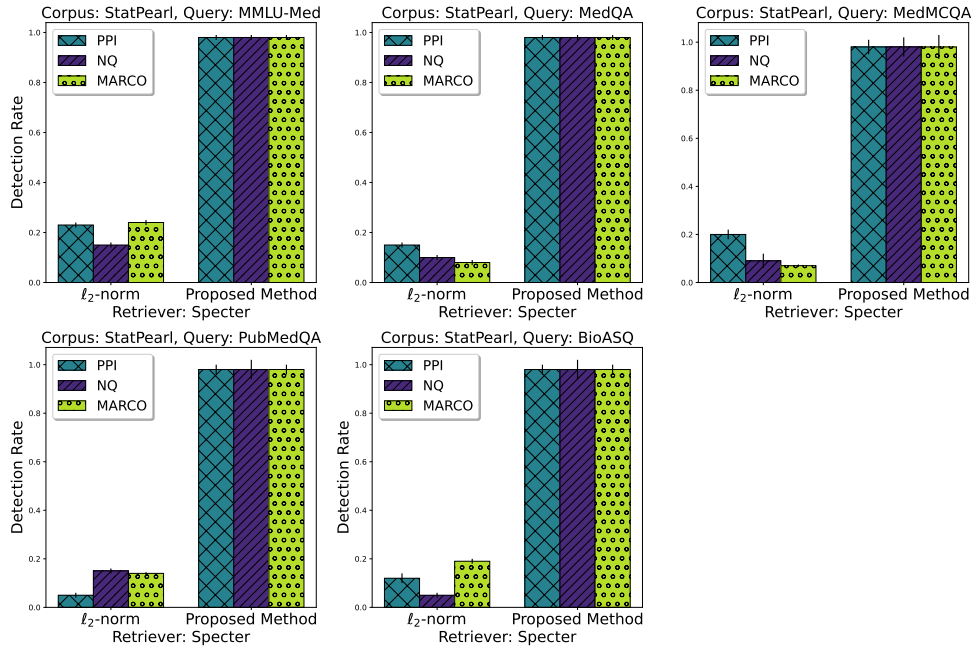 Corpus: StatPearl, Query: MMLU-Med
PPI
NQ
MARCO
1.0
0.8
0.6
0.4
0.2
0.0
Detection Rate
ℓ2-norm
Proposed Method
Retriever: Specter
Corpus: StatPearl, Query: MedQA
PPI
NQ
MARCO
1.0
0.8
0.6
0.4
0.2
0.0
ℓ2-norm
Proposed Method
Retriever: Specter
Corpus: StatPearl, Query: MedMCQA
PPI
NQ
MARCO
1.0
0.8
0.6
0.4
0.2
0.0
ℓ2-norm
Proposed Method
Retriever: Specter
Corpus: StatPearl, Query: PubMedQA
PPI
NQ
MARCO
1.0
0.8
0.6
0.4
0.2
0.0
Detection Rate
ℓ2-norm
Proposed Method
Retriever: Specter
Corpus: StatPearl, Query: BioASQ
PPI
NQ
MARCO
1.0
0.8
0.6
0.4
0.2
0.0
Detection Rate
ℓ2-norm
Proposed Method
Retriever: Specter